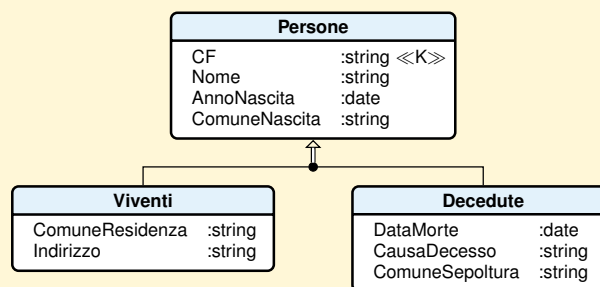 Persone
CF :string ≪K≫
Nome :string
AnnoNascita :date
ComuneNascita :string
Viventi
ComuneResidenza :string
Indirizzo :string
Decedute
DataMorte :date
CausaDecesso :string
ComuneSepoltura :string